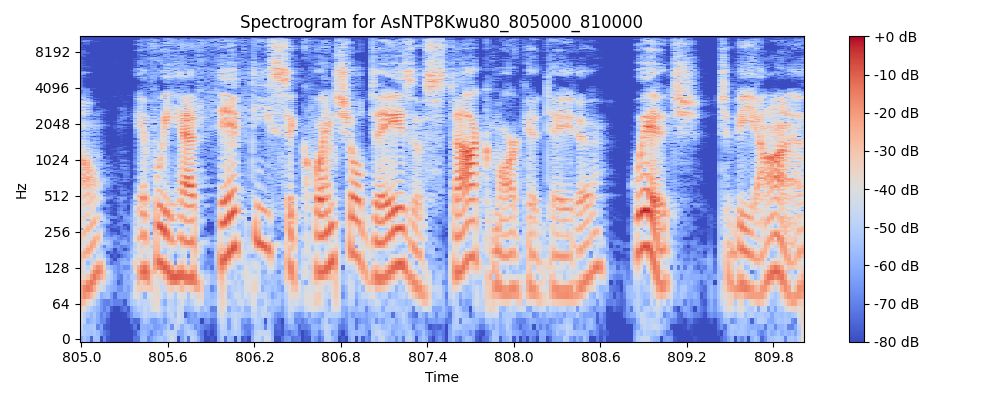 Spectrogram for AsNTP8Kwu80_805000_810000
8192
4096
2048
1024
512
256
128
64
0
Hz
805.0 805.6 806.2 806.8 807.4 808.0 808.6 809.2 809.8
Time
+0 dB
-10 dB
-20 dB
-30 dB
-40 dB
-50 dB
-60 dB
-70 dB
-80 dB